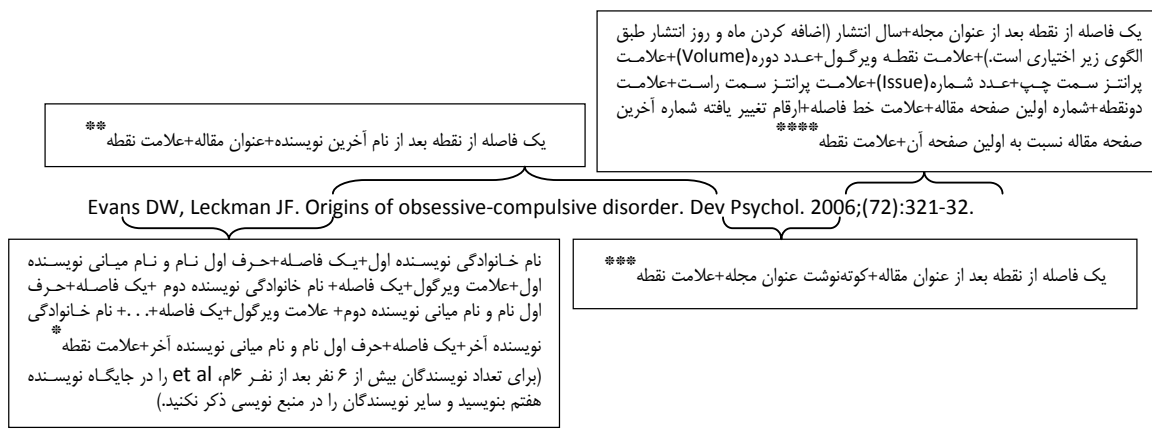 یک فاصله از نقطه بعد از عنوان مجله+سال انتشار (اضافه کردن ماه و روز انتشار طبق
الگوی زیر اختیاری است.)+علامت نقطه ویرگول+عدد دوره(Volume)+علامت
پرانتز سمت چپ+عدد شماره(Issue)+علامت پرانتز سمت راست+علامت
دونقطه+شماره اولین صفحه مقاله+علامت خط فاصله+ارقام تغییر یافته شماره آخرین
صفحه مقاله نسبت به اولین صفحه آن+علامت نقطه****
یک فاصله از نقطه بعد از نام آخرین نویسنده+عنوان مقاله+علامت نقطه**
Evans DW, Leckman JF. Origins of obsessive-compulsive disorder. Dev Psychol. 2006;(72):321-32.
نام خانوادگی نویسنده اول+یک فاصله+حرف اول نام و نام میانی نویسنده
اول+علامت ویرگول+یک فاصله+ نام خانوادگی نویسنده دوم +یک فاصله+حرف
اول نام و نام میانی نویسنده دوم+ علامت ویرگول+یک فاصله+. . .+ نام خانوادگی
نویسنده آخر+یک فاصله+حرف اول نام و نام میانی نویسنده آخر+علامت نقطه*
(برای تعداد نویسندگان بیش از ۶ نفر بعد از نفر ۶ام، et al را در جایگاه نویسنده
هفتم بنویسید و سایر نویسندگان را در منبع نویسی ذکر نکنید.)
یک فاصله از نقطه بعد از عنوان مقاله+کوته‌نوشت عنوان مجله+علامت نقطه***